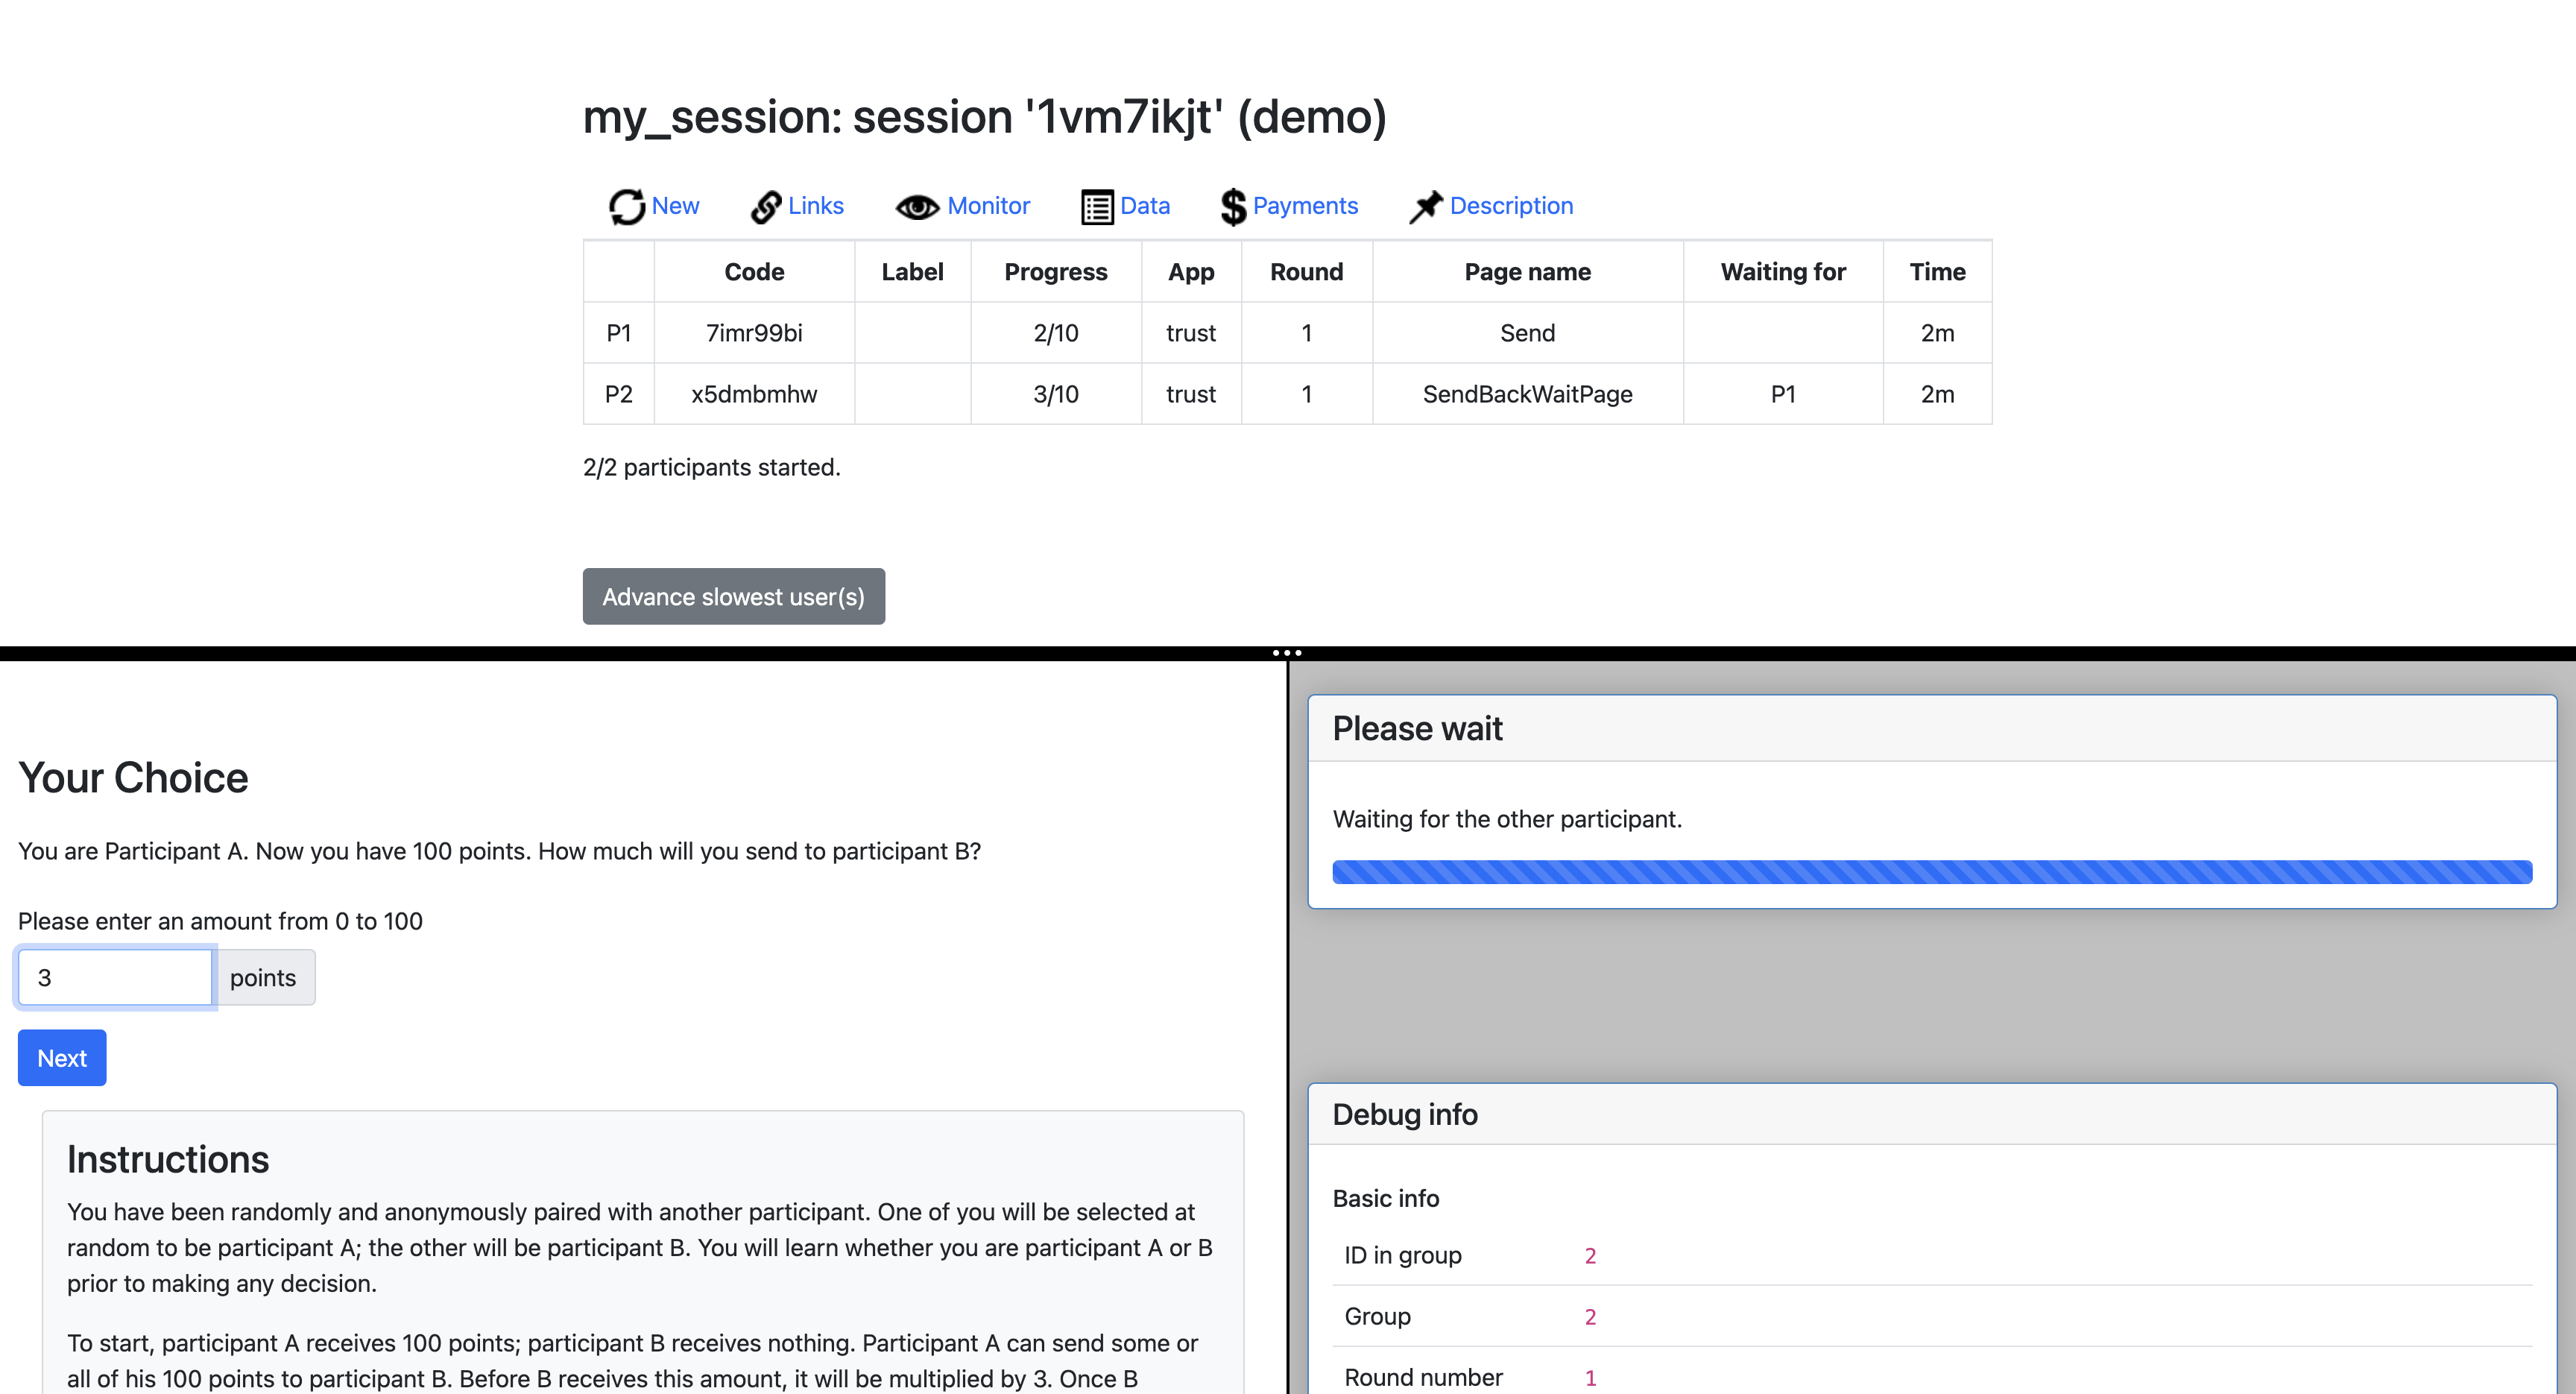 my_session: session '1vm7ikjt' (demo)
New Links Monitor Data Payments Description
Code Label Progress App Round Page name Waiting for Time
P1 7imr99bi 2/10 trust 1 Send 2m
P2 x5dmbmhw 3/10 trust 1 SendBackWaitPage P1 2m
2/2 participants started.
Advance slowest user(s)
Your Choice
You are Participant A. Now you have 100 points. How much will you send to participant B?
Please enter an amount from 0 to 100
3 points
Next
Instructions
You have been randomly and anonymously paired with another participant. One of you will be selected at
random to be participant A; the other will be participant B. You will learn whether you are participant A or B
prior to making any decision.
To start, participant A receives 100 points; participant B receives nothing. Participant A can send some or
all of his 100 points to participant B. Before B receives this amount, it will be multiplied by 3. Once B
Please wait
Waiting for the other participant.
Debug info
Basic info
ID in group 2
Group 2
Round number 1